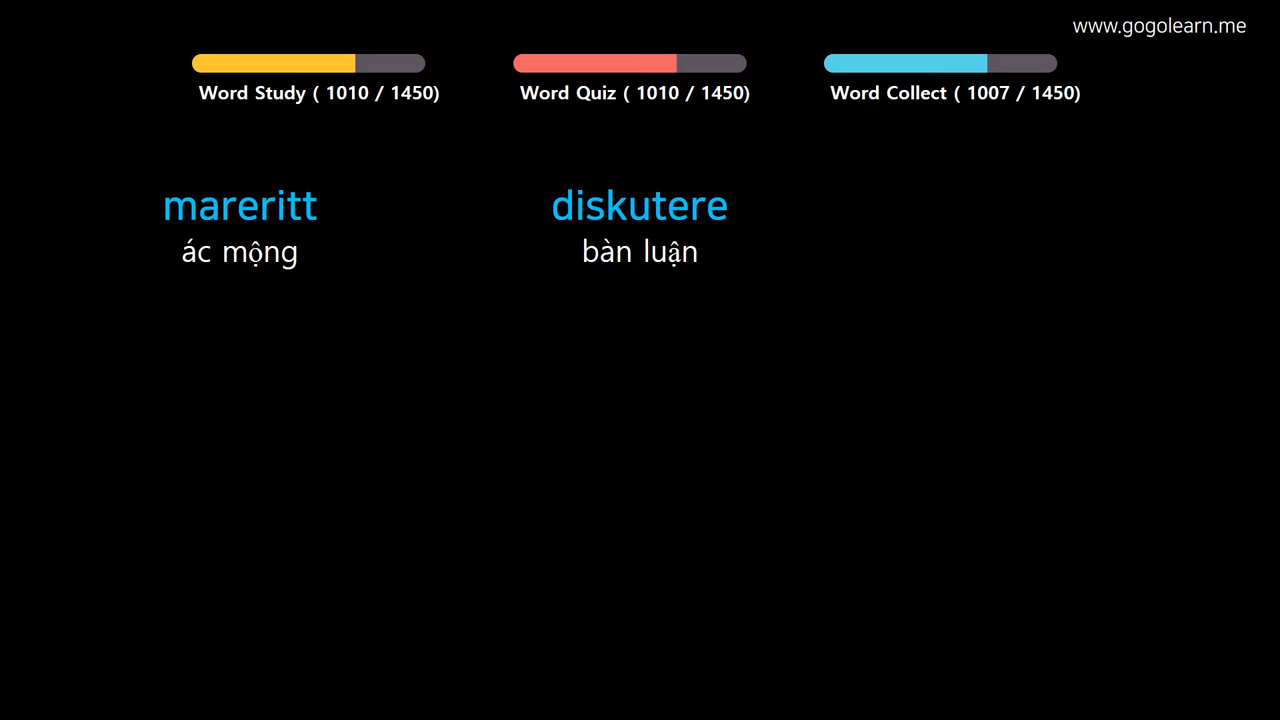 www.gogolearn.me
Word Study ( 1010 / 1450)
Word Quiz ( 1010 / 1450)
Word Collect ( 1007 / 1450)
mareritt
diskutere
ác mộng
bàn luận